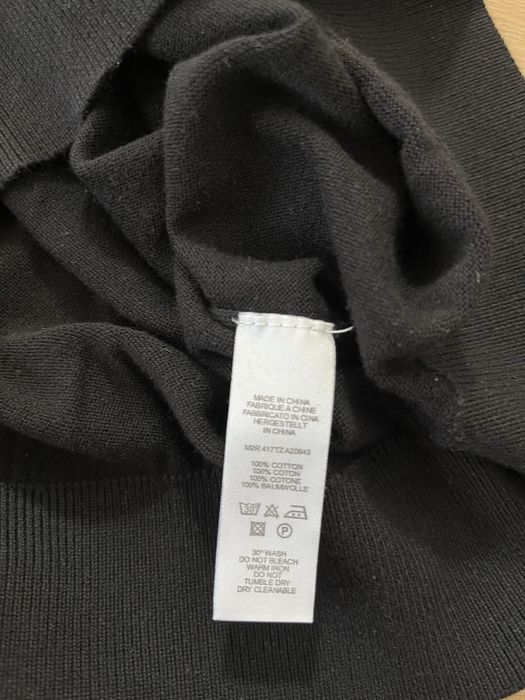 MADE IN CHINA
FABRIQUE A CHINE
FABBRICATO IN CINA
HERGESTELLT
IN CHINA
M2R 417TZA20643
100% COTTON
100% COTON
100% COTONE
100% BAUMWOLLE
30°
P
30° WASH
DO NOT BLEACH
WARM IRON
DO NOT
TUMBLE DRY
DRY CLEANABLE